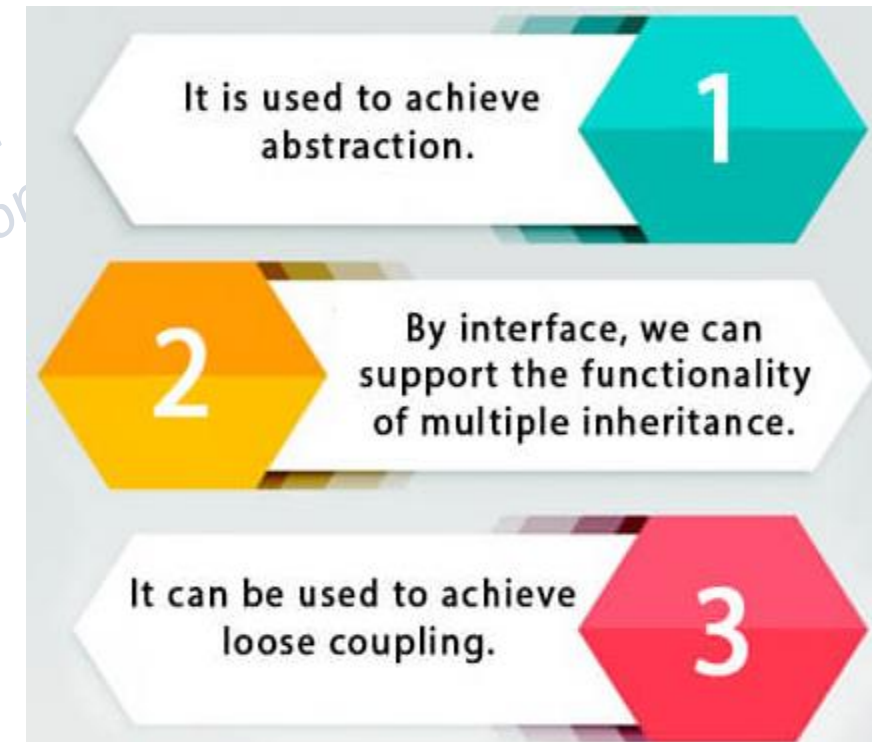 It is used to achieve
abstraction.
1
2
By interface, we can
support the functionality
of multiple inheritance.
It can be used to achieve
loose coupling.
3